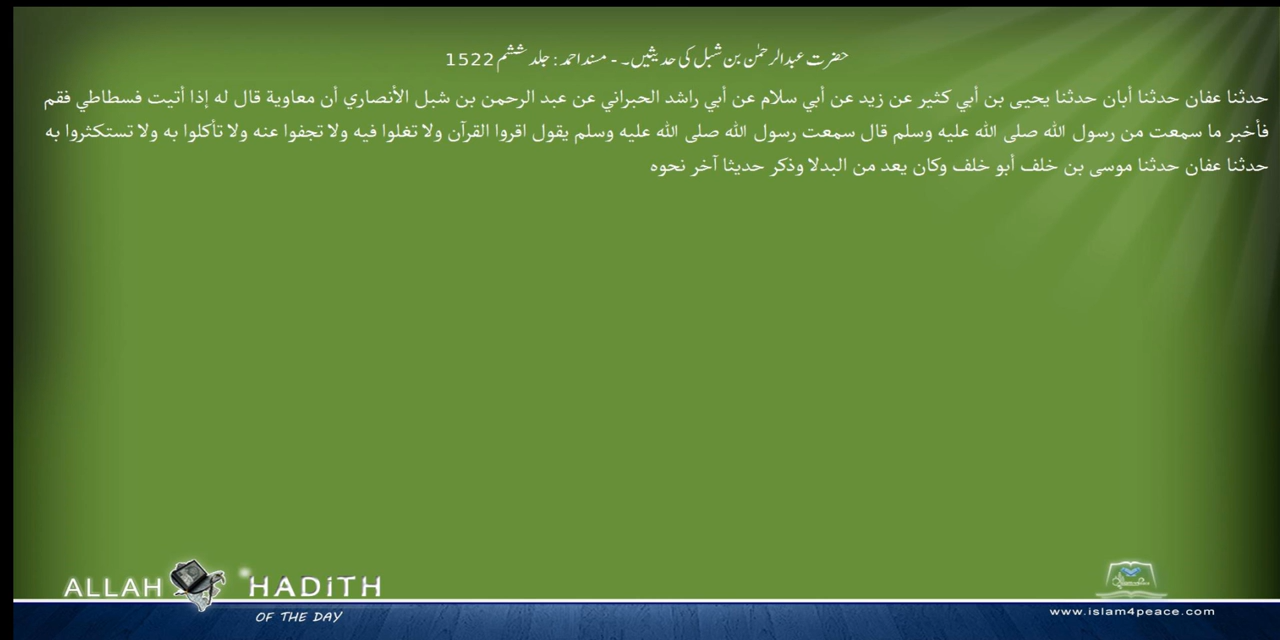 حضرت عبدالرحمٰن بن شبل کی حدیثیں۔ - مسند احمد : جلد ششم 1522
حدثنا عفان حدثنا أبان حدثنا يحيى بن أبي كثير عن زيد عن أبي سلام عن أبي راشد الحبراني عن عبد الرحمن بن شبل الأنصاري أن معاوية قال له إذا أتيت فسطاطي فقم
فأخبر ما سمعت من رسول الله صلى الله عليه وسلم قال سمعت رسول الله صلى الله عليه وسلم يقول اقروا القرآن ولا تغلوا فيه ولا تجفوا عنه ولا تأكلوا به ولا تستكثروا به
حدثنا عفان حدثنا موسى بن خلف أبو خلف وكان يعد من البدلا وذكر حديثا آخر نحوه
ALLAH HADITH
OF THE DAY
www.islam4peace.com